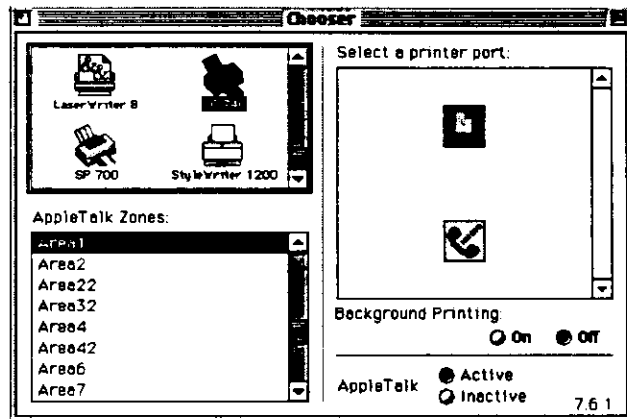 Chooser
LaserWriter 8
SP 700
StyleWriter 1200
Select a printer port:
AppleTalk Zones:
Area1
Area2
Area22
Area32
Area4
Area42
Area6
Area7
Background Printing:
On
Off
AppleTalk
Active
Inactive
7.6.1